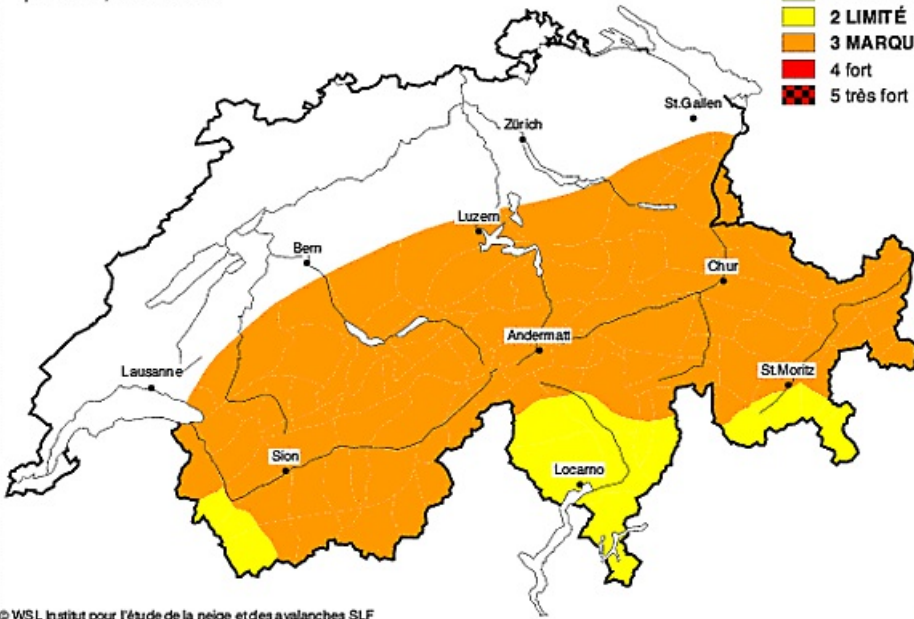 2 LIMITÉ
3 MARQU
4 fort
5 très fort
St.Gallen
Zürich
Luzern
Bern
Chur
Andermatt
Lausanne
St.Moritz
Sion
Locarno
© WSL Institut pour l'étude de la neige et des avalanches SLF